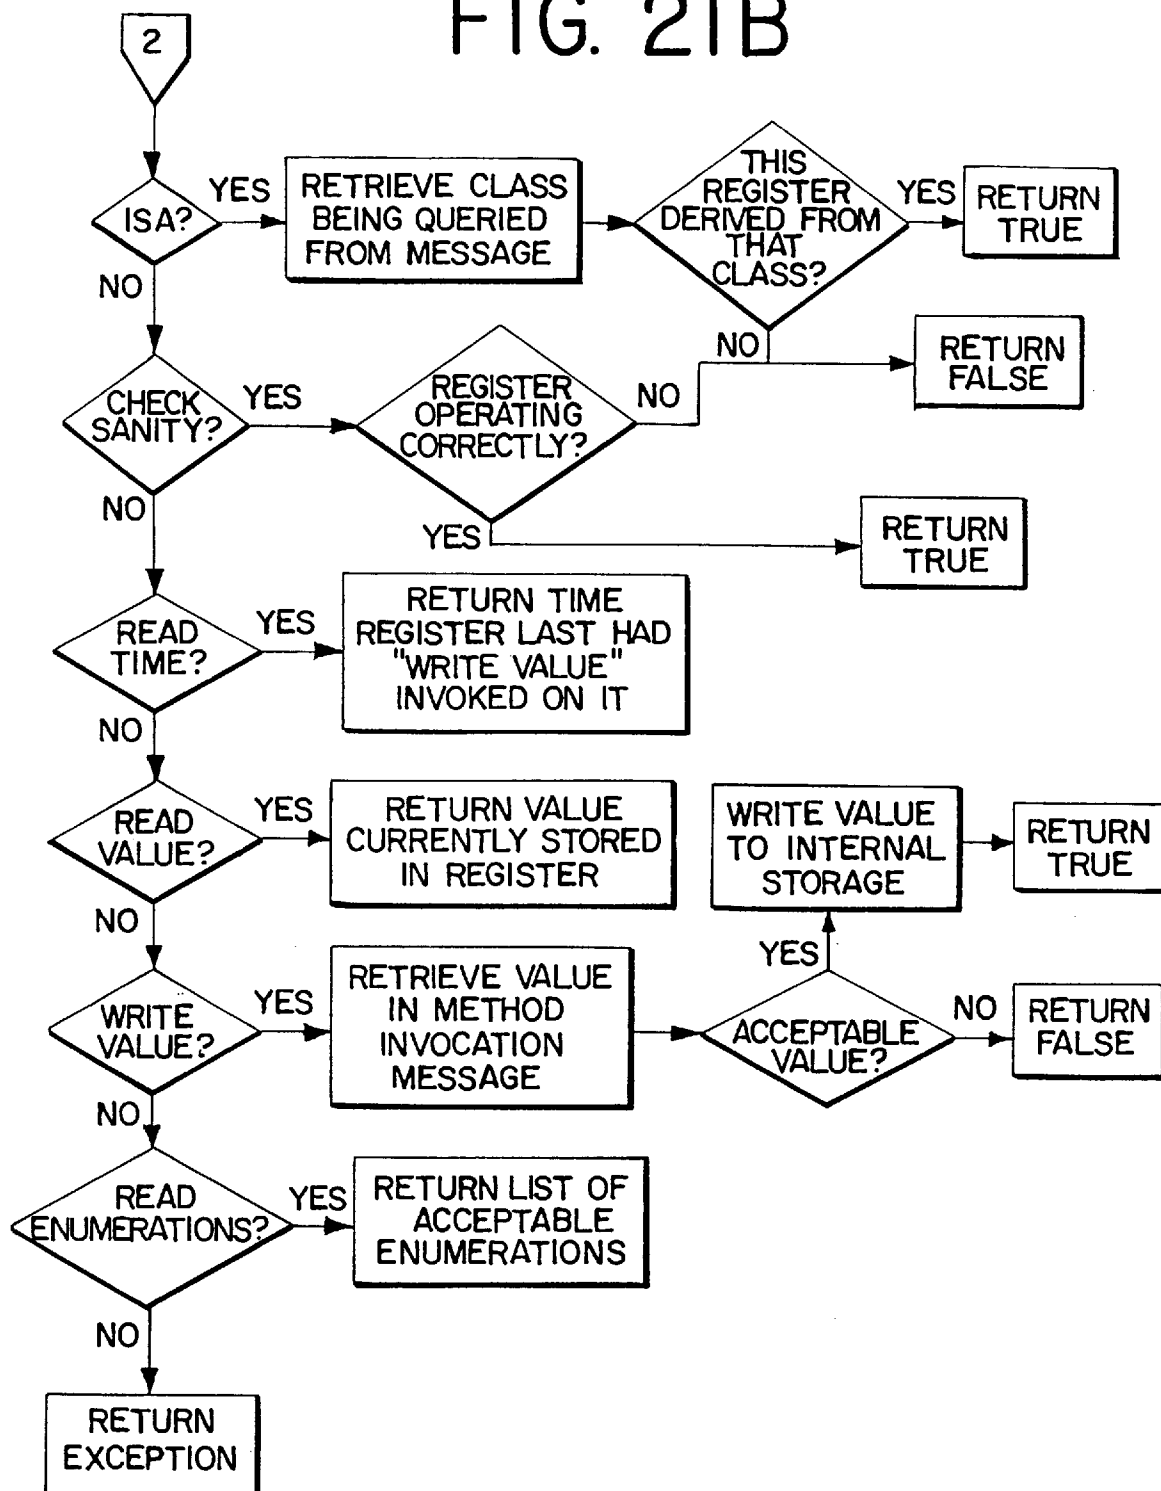 FIG. 21B
2
ISA?
YES
RETRIEVE CLASS
BEING QUERIED
FROM MESSAGE
THIS
REGISTER
DERIVED FROM
THAT
CLASS?
YES
RETURN
TRUE
NO
NO
RETURN
FALSE
CHECK
SANITY?
YES
REGISTER
OPERATING
CORRECTLY?
NO
YES
RETURN
TRUE
NO
READ
TIME?
YES
RETURN TIME
REGISTER LAST HAD
"WRITE VALUE"
INVOKED ON IT
NO
READ
VALUE?
YES
RETURN VALUE
CURRENTLY STORED
IN REGISTER
WRITE VALUE
TO INTERNAL
STORAGE
RETURN
TRUE
NO
WRITE
VALUE?
YES
RETRIEVE VALUE
IN METHOD
INVOCATION
MESSAGE
YES
ACCEPTABLE
VALUE?
NO
RETURN
FALSE
NO
READ
ENUMERATIONS?
YES
RETURN LIST OF
ACCEPTABLE
ENUMERATIONS
NO
RETURN
EXCEPTION